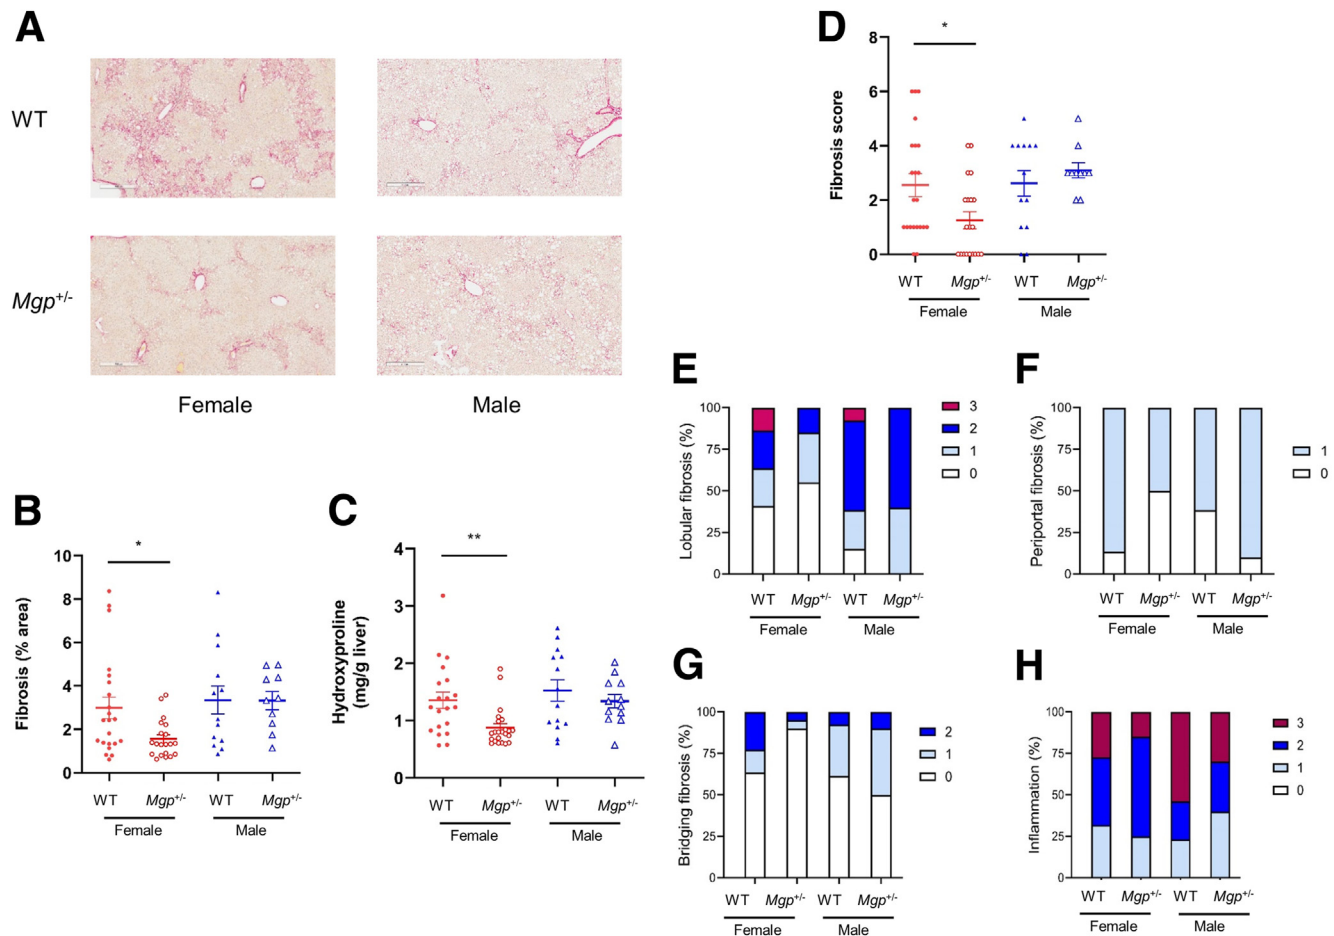 A
WT
Mgp+/-
Female
Male
B
Fibrosis (% area)
10
8
6
4
2
0
*
WT
Mgp+/-
WT
Mgp+/-
Female
Male
C
Hydroxyproline
(mg/g liver)
4
3
2
1
0
**
WT
Mgp+/-
WT
Mgp+/-
Female
Male
D
Fibrosis score
8
6
4
2
0
*
WT
Mgp+/-
WT
Mgp+/-
Female
Male
E
Lobular fibrosis (%)
100
75
50
25
0
3
2
1
0
WT
Mgp+/-
WT
Mgp+/-
Female
Male
F
Periportal fibrosis (%)
100
75
50
25
0
1
0
WT
Mgp+/-
WT
Mgp+/-
Female
Male
G
Bridging fibrosis (%)
100
75
50
25
0
2
1
0
WT
Mgp+/-
WT
Mgp+/-
Female
Male
H
Inflammation (%)
100
75
50
25
0
3
2
1
0
WT
Mgp+/-
WT
Mgp+/-
Female
Male